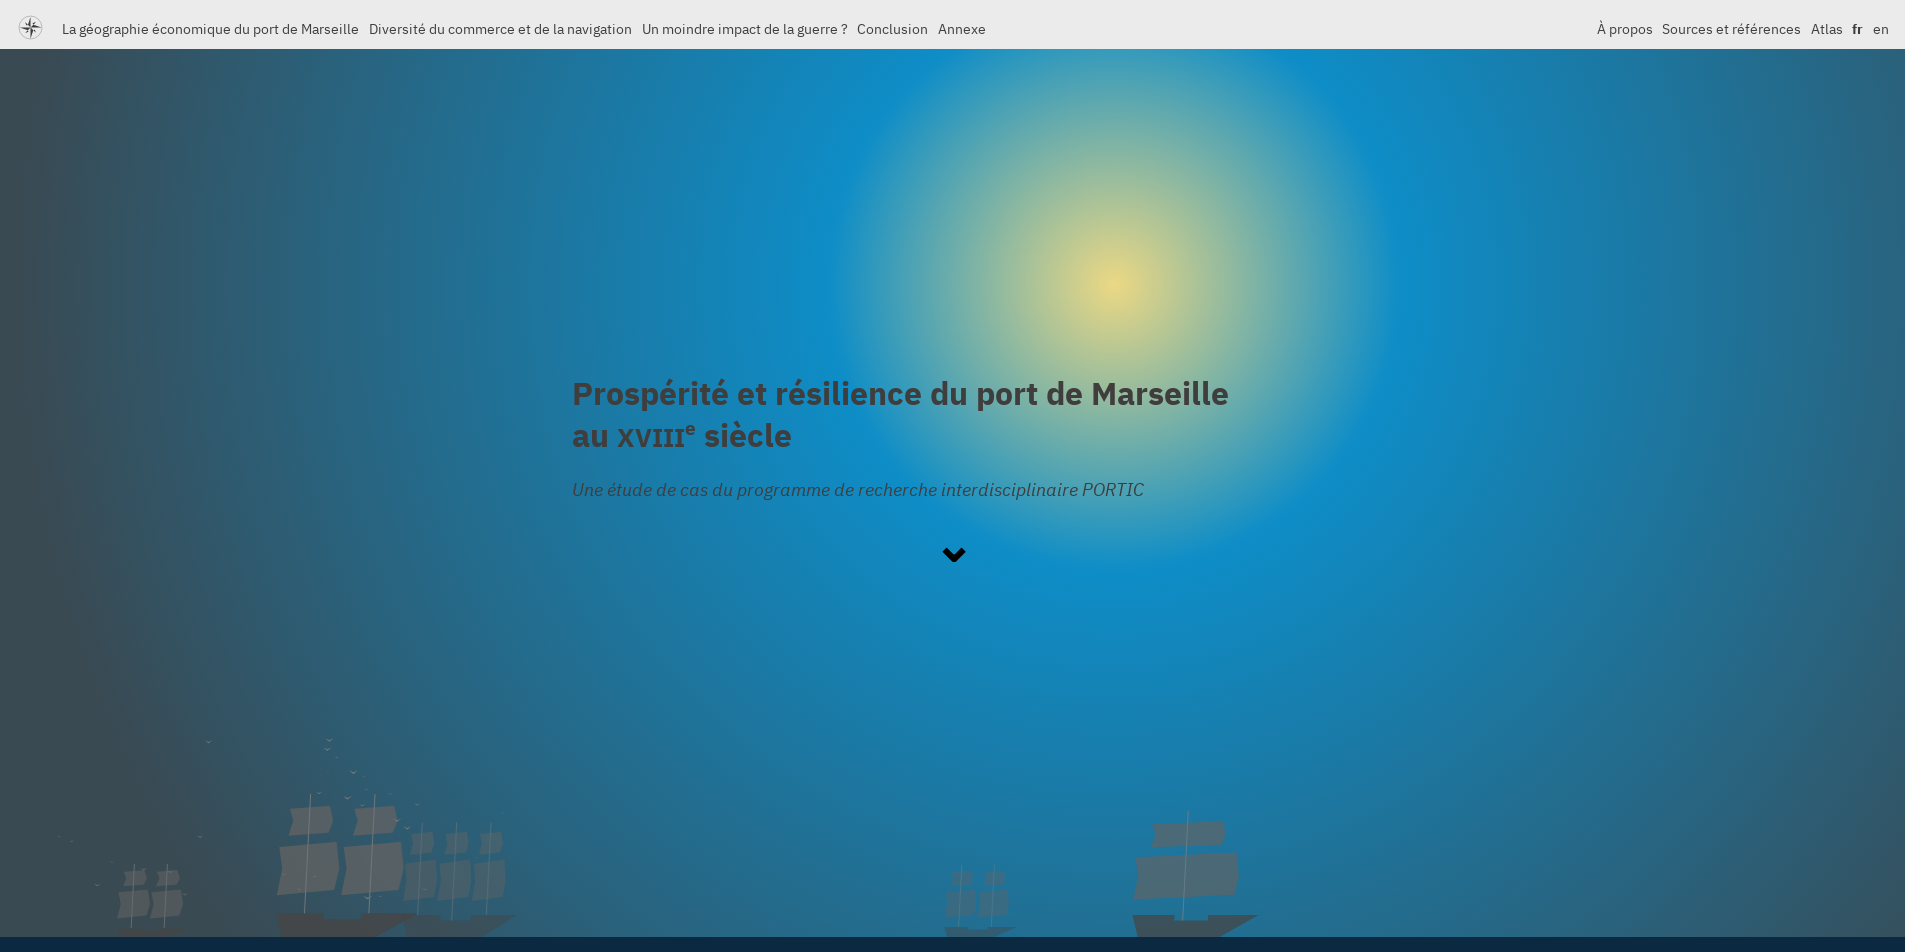 La géographie économique du port de Marseille Diversité du commerce et de la navigation Un moindre impact de la guerre ? Conclusion Annexe À propos Sources et références Atlas fr en
Prospérité et résilience du port de Marseille
au XVIIIe siècle
Une étude de cas du programme de recherche interdisciplinaire PORTIC